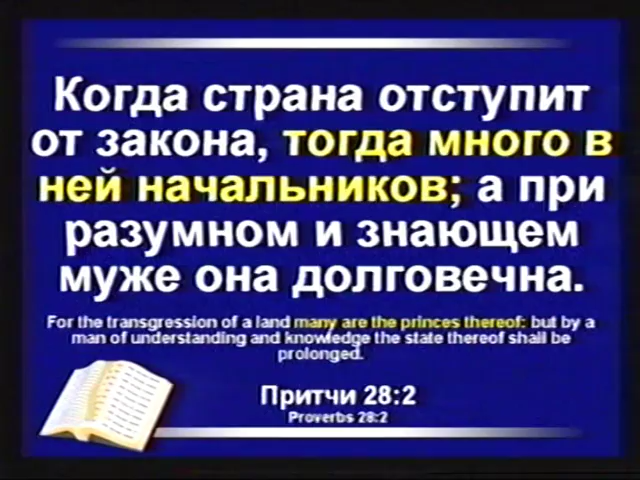 Когда страна отступит
от закона, тогда много в
ней начальников; а при
разумном и знающем
муже она долговечна.
For the transgression of a land many are the princes thereof: but by a
man of understanding and knowledge the state thereof shall be
prolonged.
Притчи 28:2
Proverbs 28:2